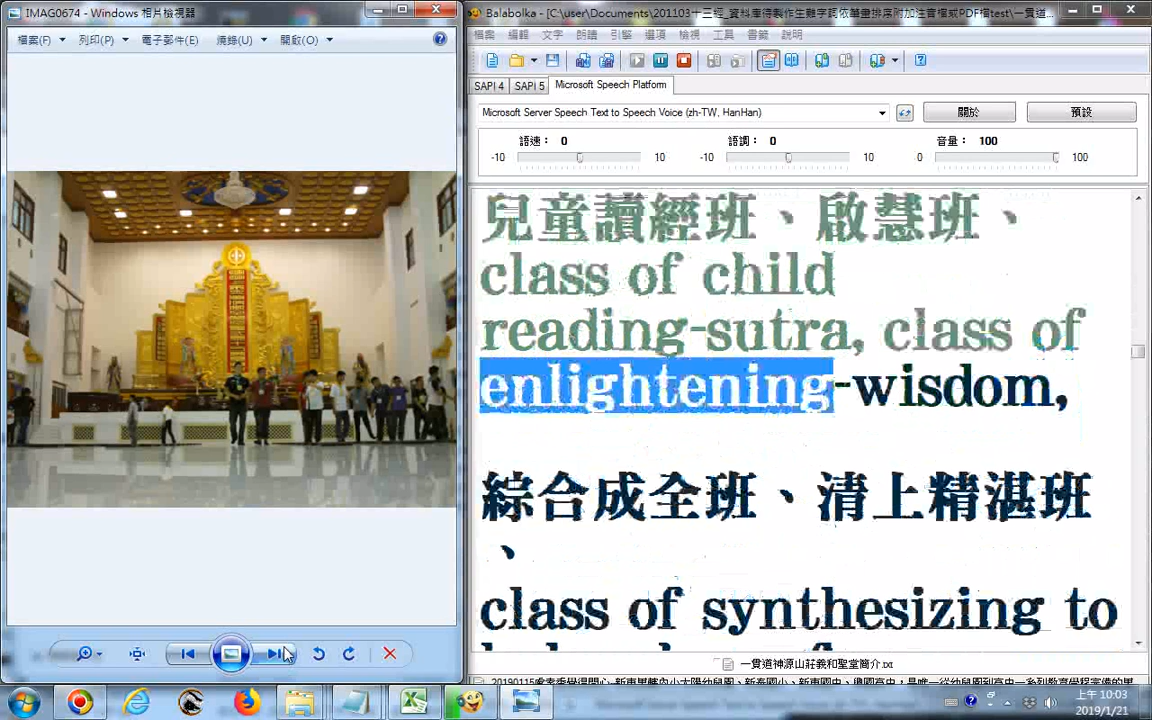 IMAG0674 - Windows 相片檢視器
檔案(F) 列印(P) 電子郵件(E) 燒錄(U) 開啟(O)
Balabolka - [C:\user\Documents\201103十三經_資料庫待製作生難字詞依筆畫排序附加注音檔或PDF檔test\一貫道...
檔案 編輯 文字 朗讀 引擎 選項 檢視 工具 書籤 說明
SAPI 4 SAPI 5 Microsoft Speech Platform
Microsoft Server Speech Text to Speech Voice (zh-TW, HanHan) 關於 預設
語速: 0 語調: 0 音量: 100
-10 10 -10 10 0 100
兒童讀經班、啟慧班、
class of child
reading-sutra, class of
enlightening-wisdom,
綜合成全班、清上精湛班
、
class of synthesizing to
一貫道神源山莊義和聖堂簡介.txt
上午 10:03
2019/1/21